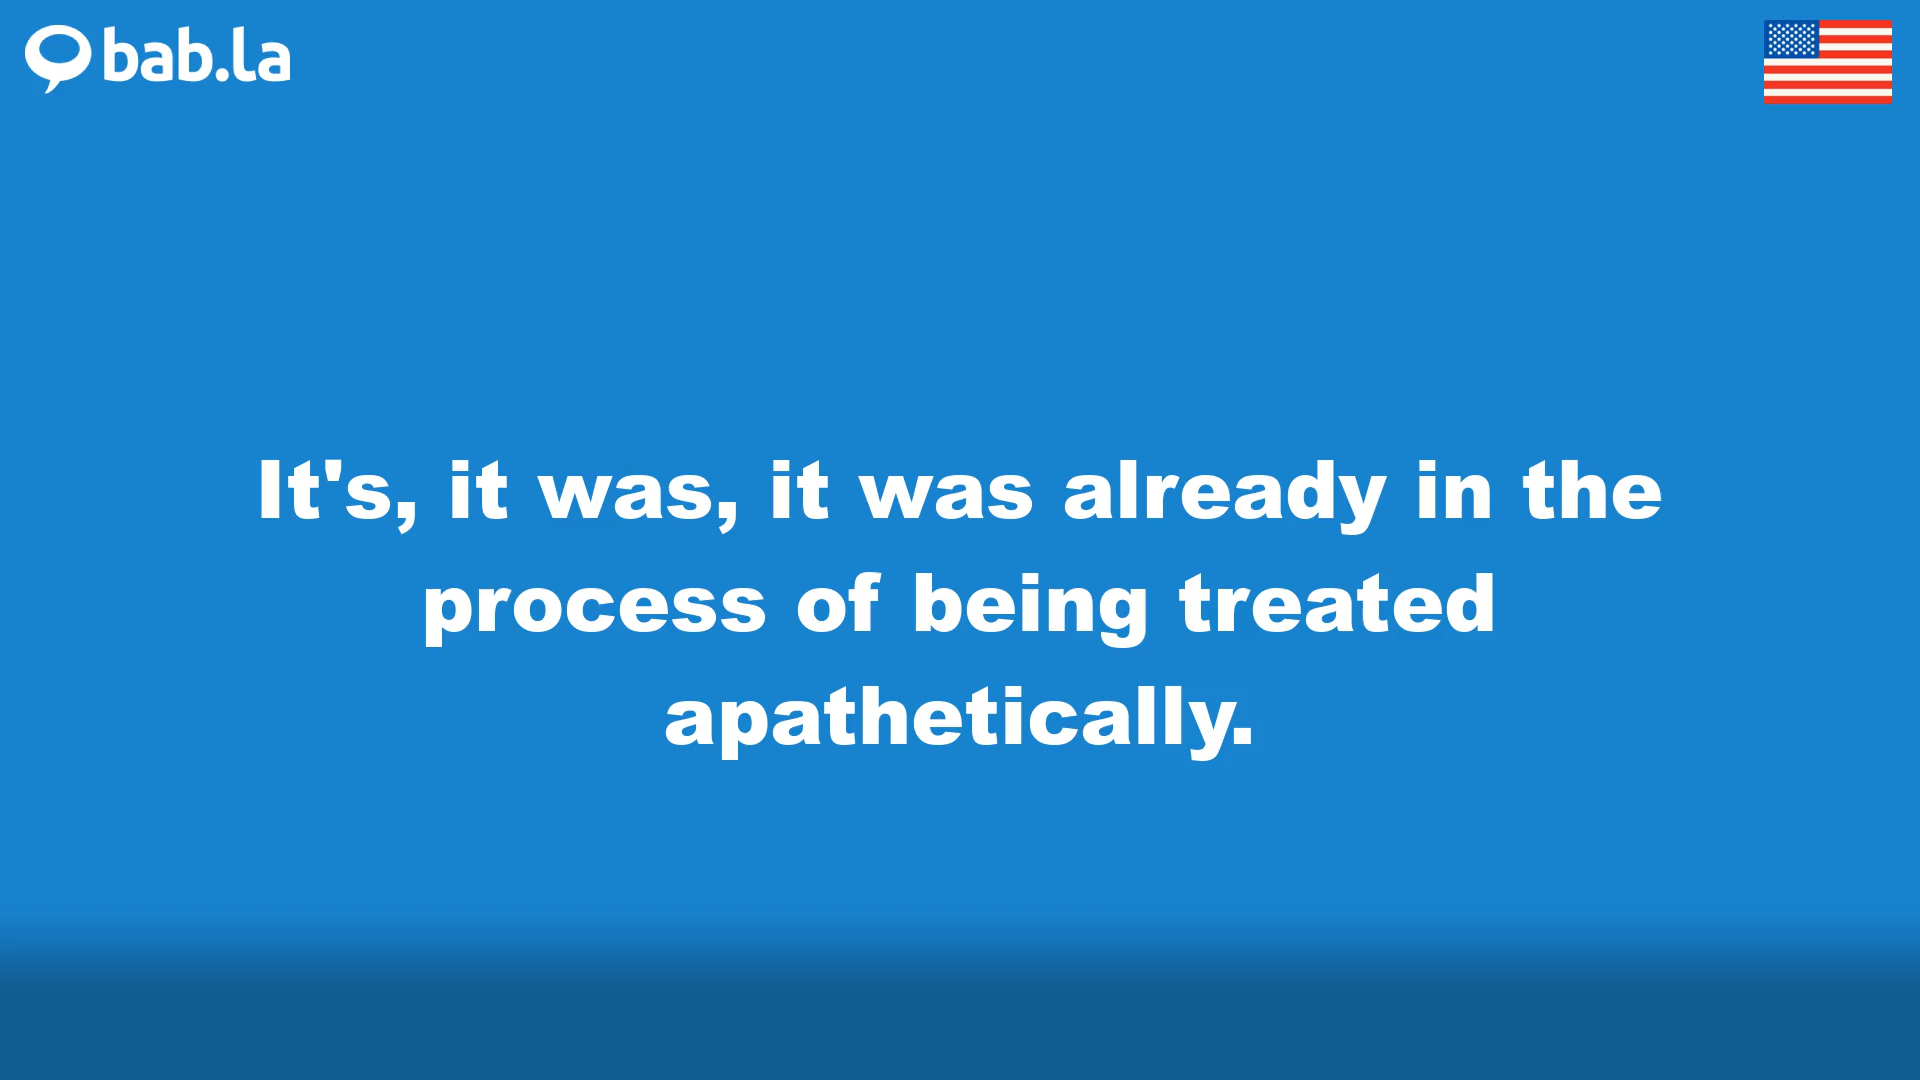 bab.la
It's, it was, it was already in the
process of being treated
apathetically.